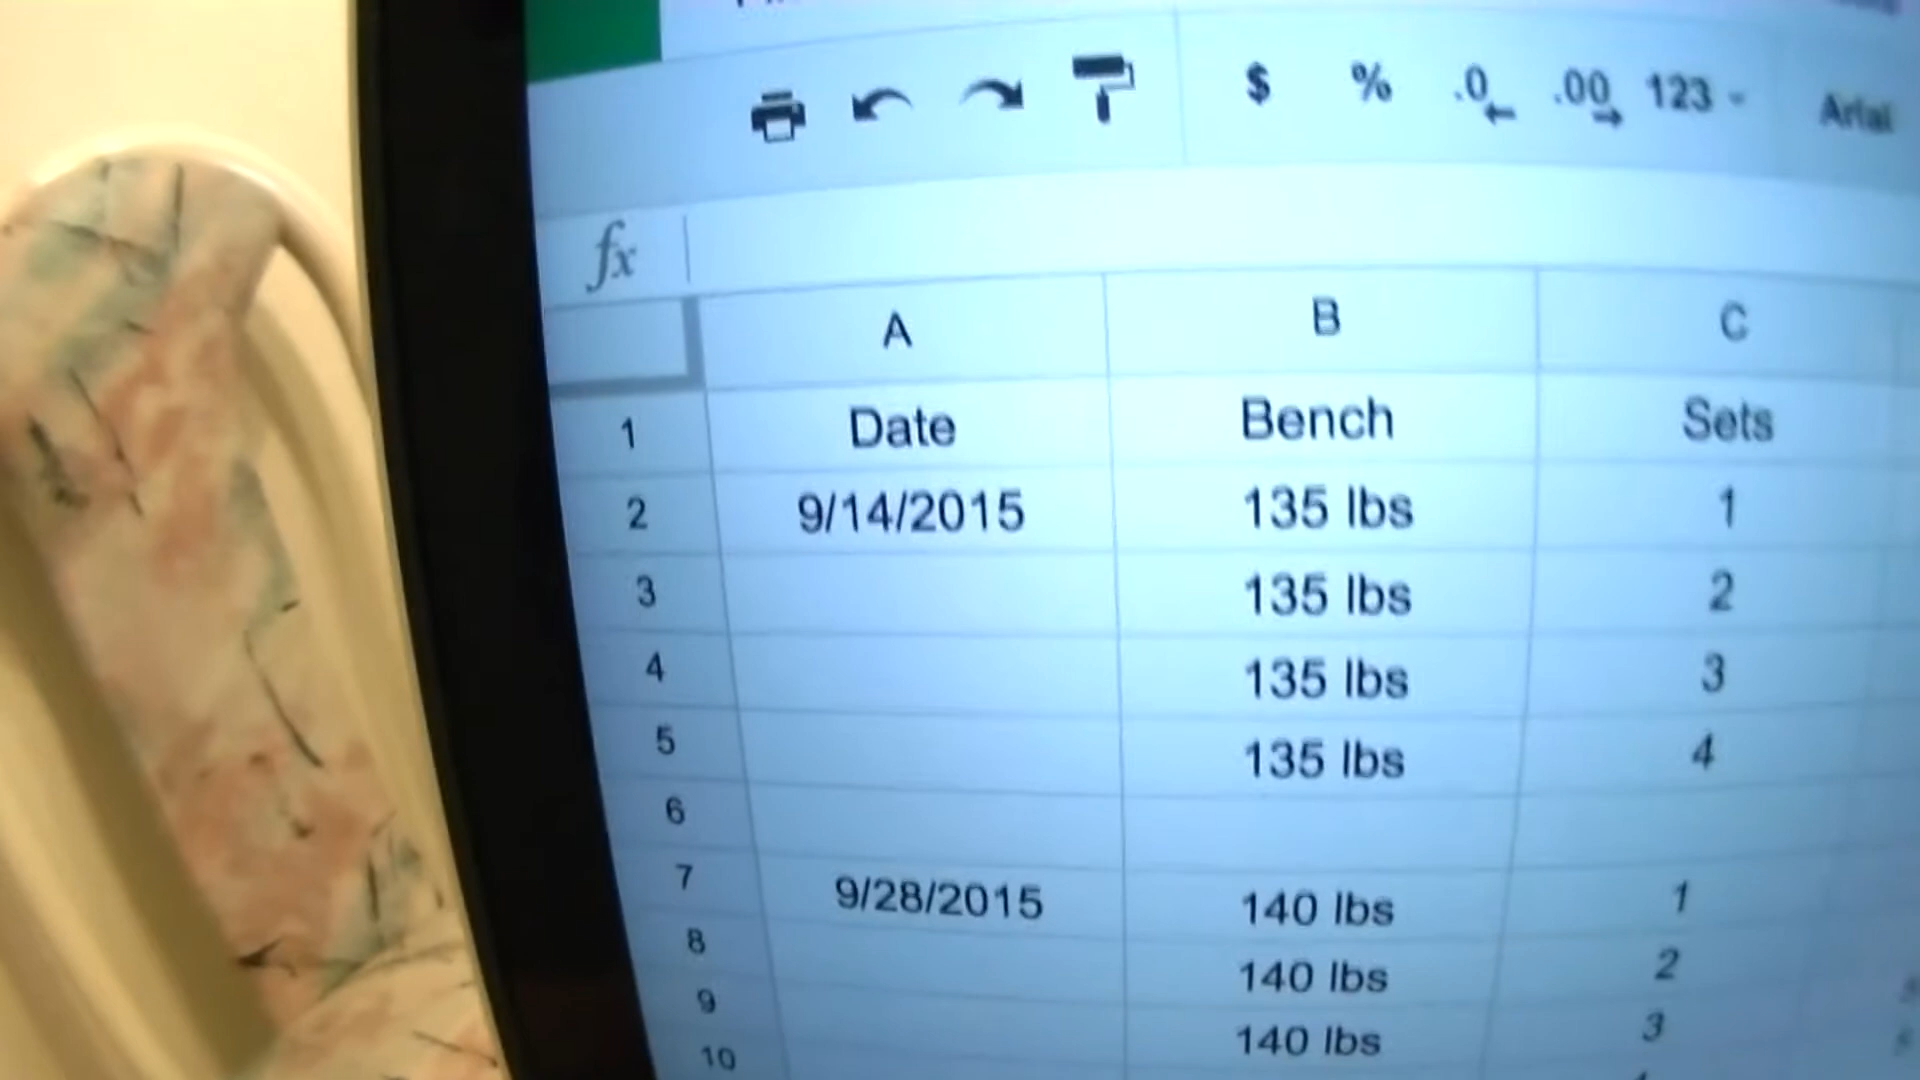 $ % .0 .00 123 Arial
fx
A B C
1 Date Bench Sets
2 9/14/2015 135 lbs 1
3 135 lbs 2
4 135 lbs 3
5 135 lbs 4
6
7 9/28/2015 140 lbs 1
8 140 lbs 2
9 140 lbs 3
10